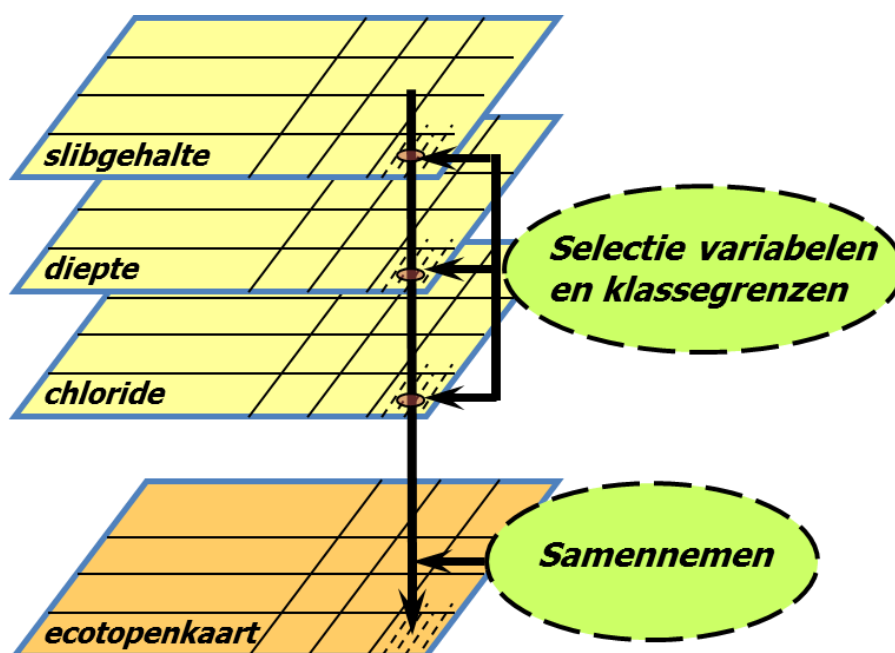 slibgehalte
diepte
chloride
Selectie variabelen
en klassegrenzen
Samennemen
ecotopenkaart